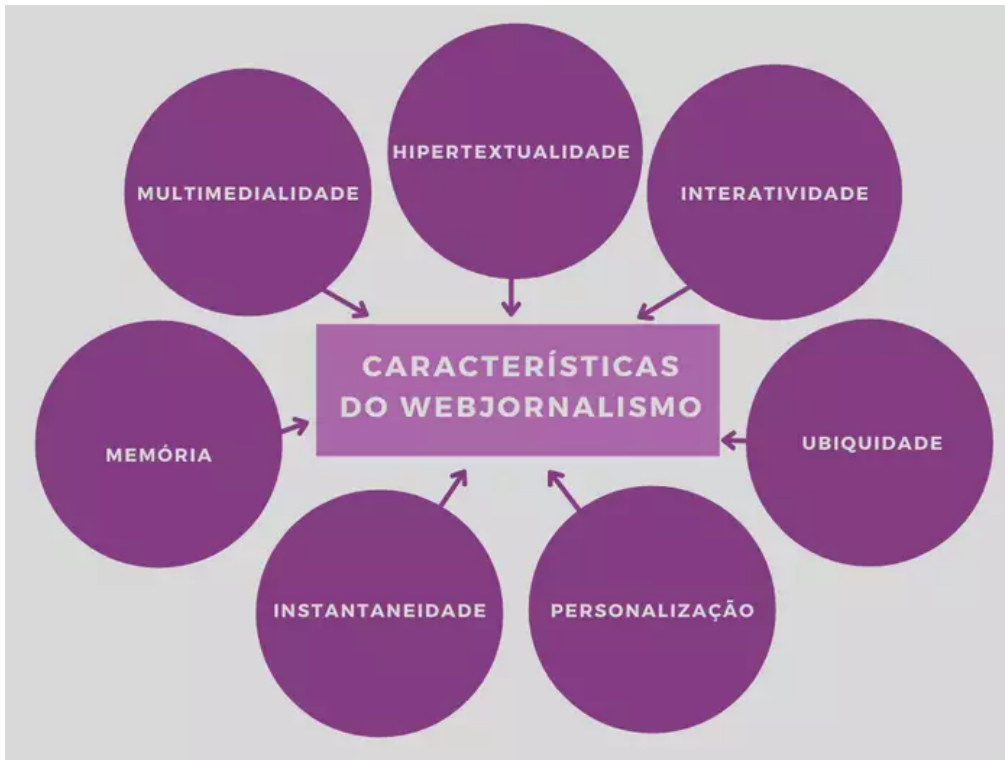 HIPERTEXTUALIDADE
MULTIMEDIALIDADE
INTERATIVIDADE
CARACTERÍSTICAS
DO WEBJORNALISMO
MEMÓRIA
UBIQUIDADE
INSTANTANEIDADE
PERSONALIZAÇÃO